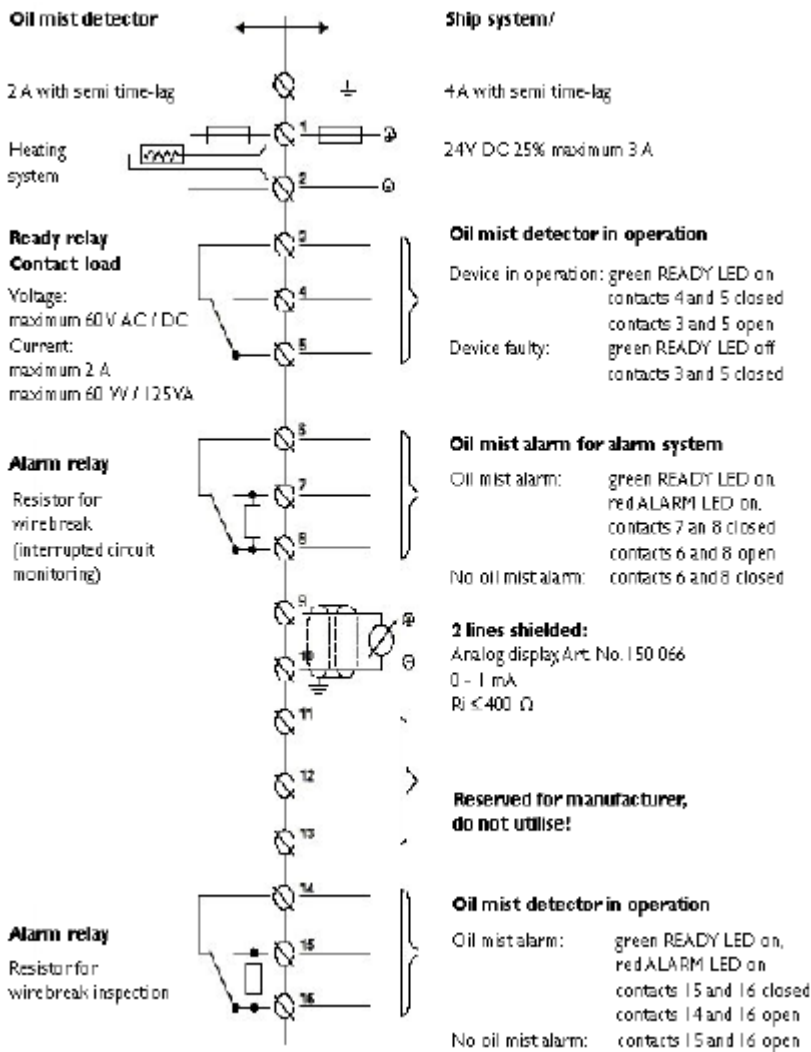 Oil mist detector
Ship system/
2 A with semi time-lag
4 A with semi time-lag
1
Heating
system
24V DC 25% maximum 3 A
2
Ready relay
Contact load
Voltage:
maximum 60V AC / DC
Current:
maximum 2 A
maximum 60 W / 125VA
3
4
5
Oil mist detector in operation
Device in operation: green READY LED on
contacts 4 and 5 closed
contacts 3 and 5 open
Device faulty: green READY LED off
contacts 3 and 5 closed
Alarm relay
Resistor for
wirebreak
(interrupted circuit
monitoring)
6
7
8
Oil mist alarm for alarm system
Oil mist alarm: green READY LED on,
red ALARM LED on,
contacts 7 an 8 closed
contacts 6 and 8 open
No oil mist alarm: contacts 6 and 8 closed
9
10
2 lines shielded:
Analog display, Art. No. 150 066
0 - 1 mA
Ri ≤ 400 Ω
11
12
13
Reserved for manufacturer,
do not utilise!
Alarm relay
Resistor for
wirebreak inspection
14
15
16
Oil mist detector in operation
Oil mist alarm: green READY LED on,
red ALARM LED on
contacts 15 and 16 closed
contacts 14 and 16 open
No oil mist alarm: contacts 15 and 16 open